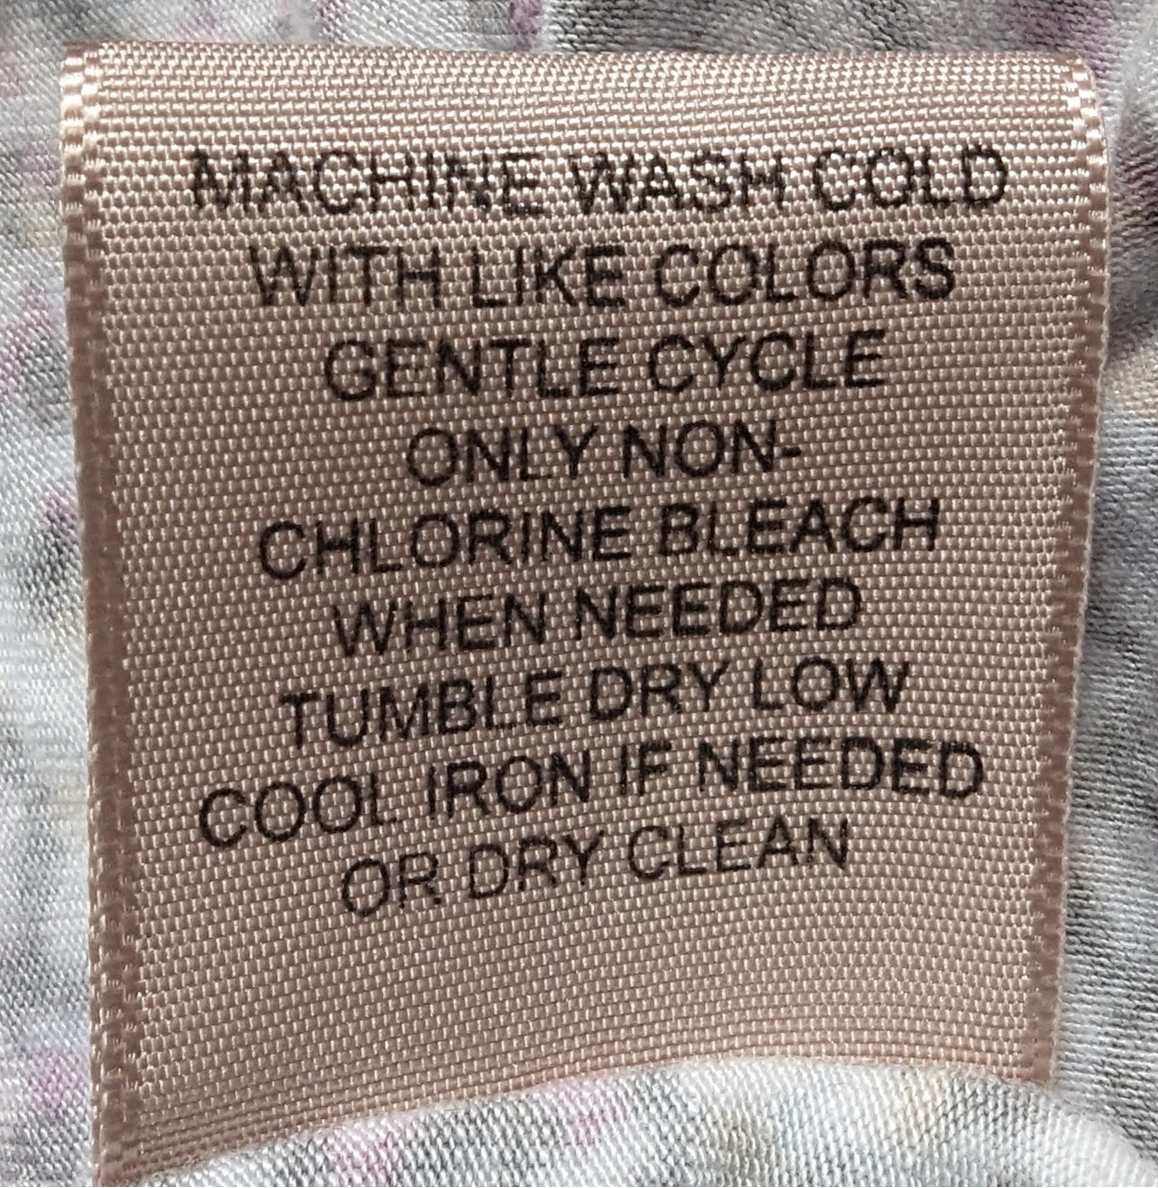 MACHINE WASH COLD
WITH LIKE COLORS
GENTLE CYCLE
ONLY NON-
CHLORINE BLEACH
WHEN NEEDED
TUMBLE DRY LOW
COOL IRON IF NEEDED
OR DRY CLEAN